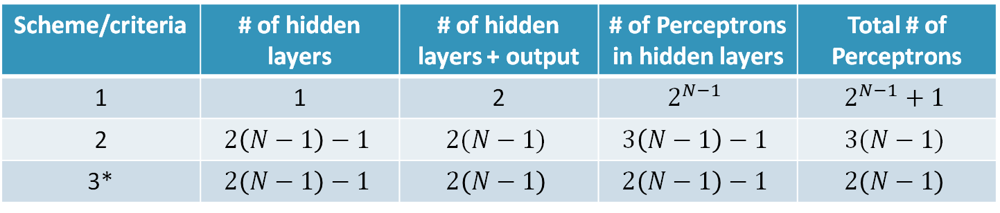 Scheme/criteria # of hidden layers # of hidden layers + output # of Perceptrons in hidden layers Total # of Perceptrons
1 1 2 2^{N-1} 2^{N-1} + 1
2 2(N − 1) − 1 2(N − 1) 3(N − 1) − 1 3(N − 1)
3* 2(N − 1) − 1 2(N − 1) 2(N − 1) − 1 2(N − 1)